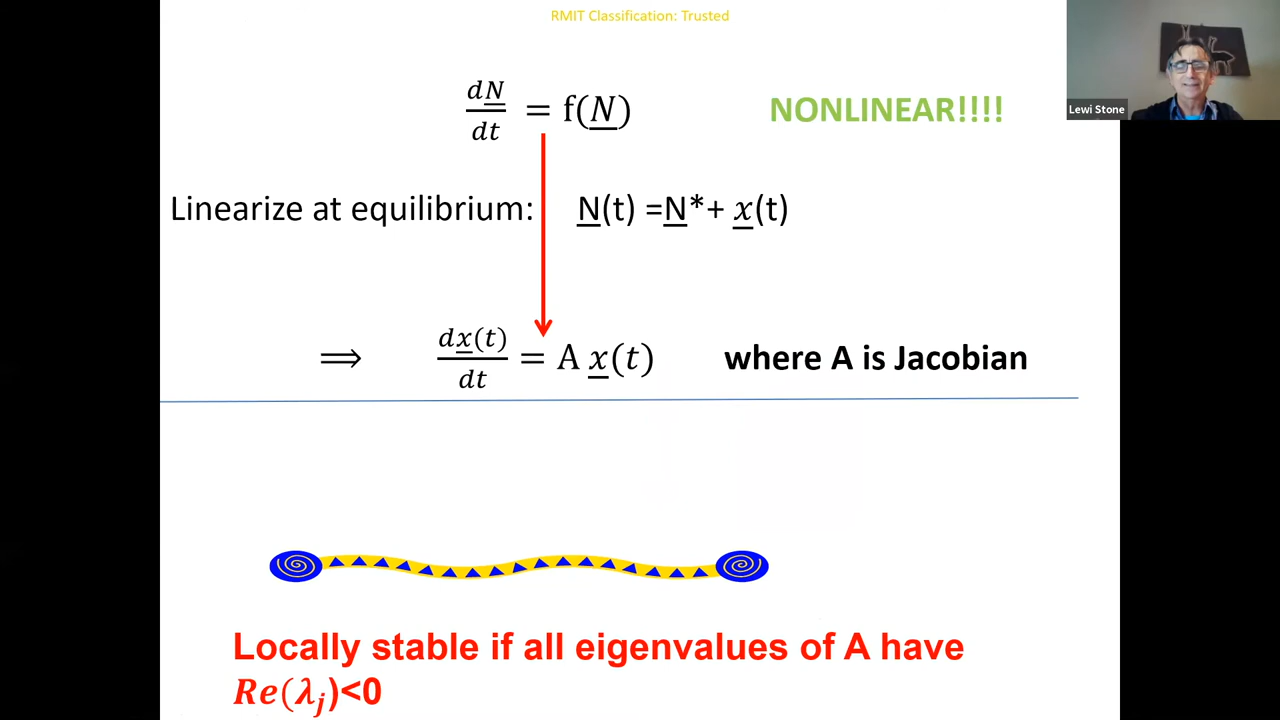 RMIT Classification: Trusted
Lewi Stone
dN/dt = f(N) NONLINEAR!!!!
Linearize at equilibrium: N(t) =N*+ x(t)
⟹ dx(t)/dt = A x(t) where A is Jacobian
Locally stable if all eigenvalues of A have
Re(λj)<0